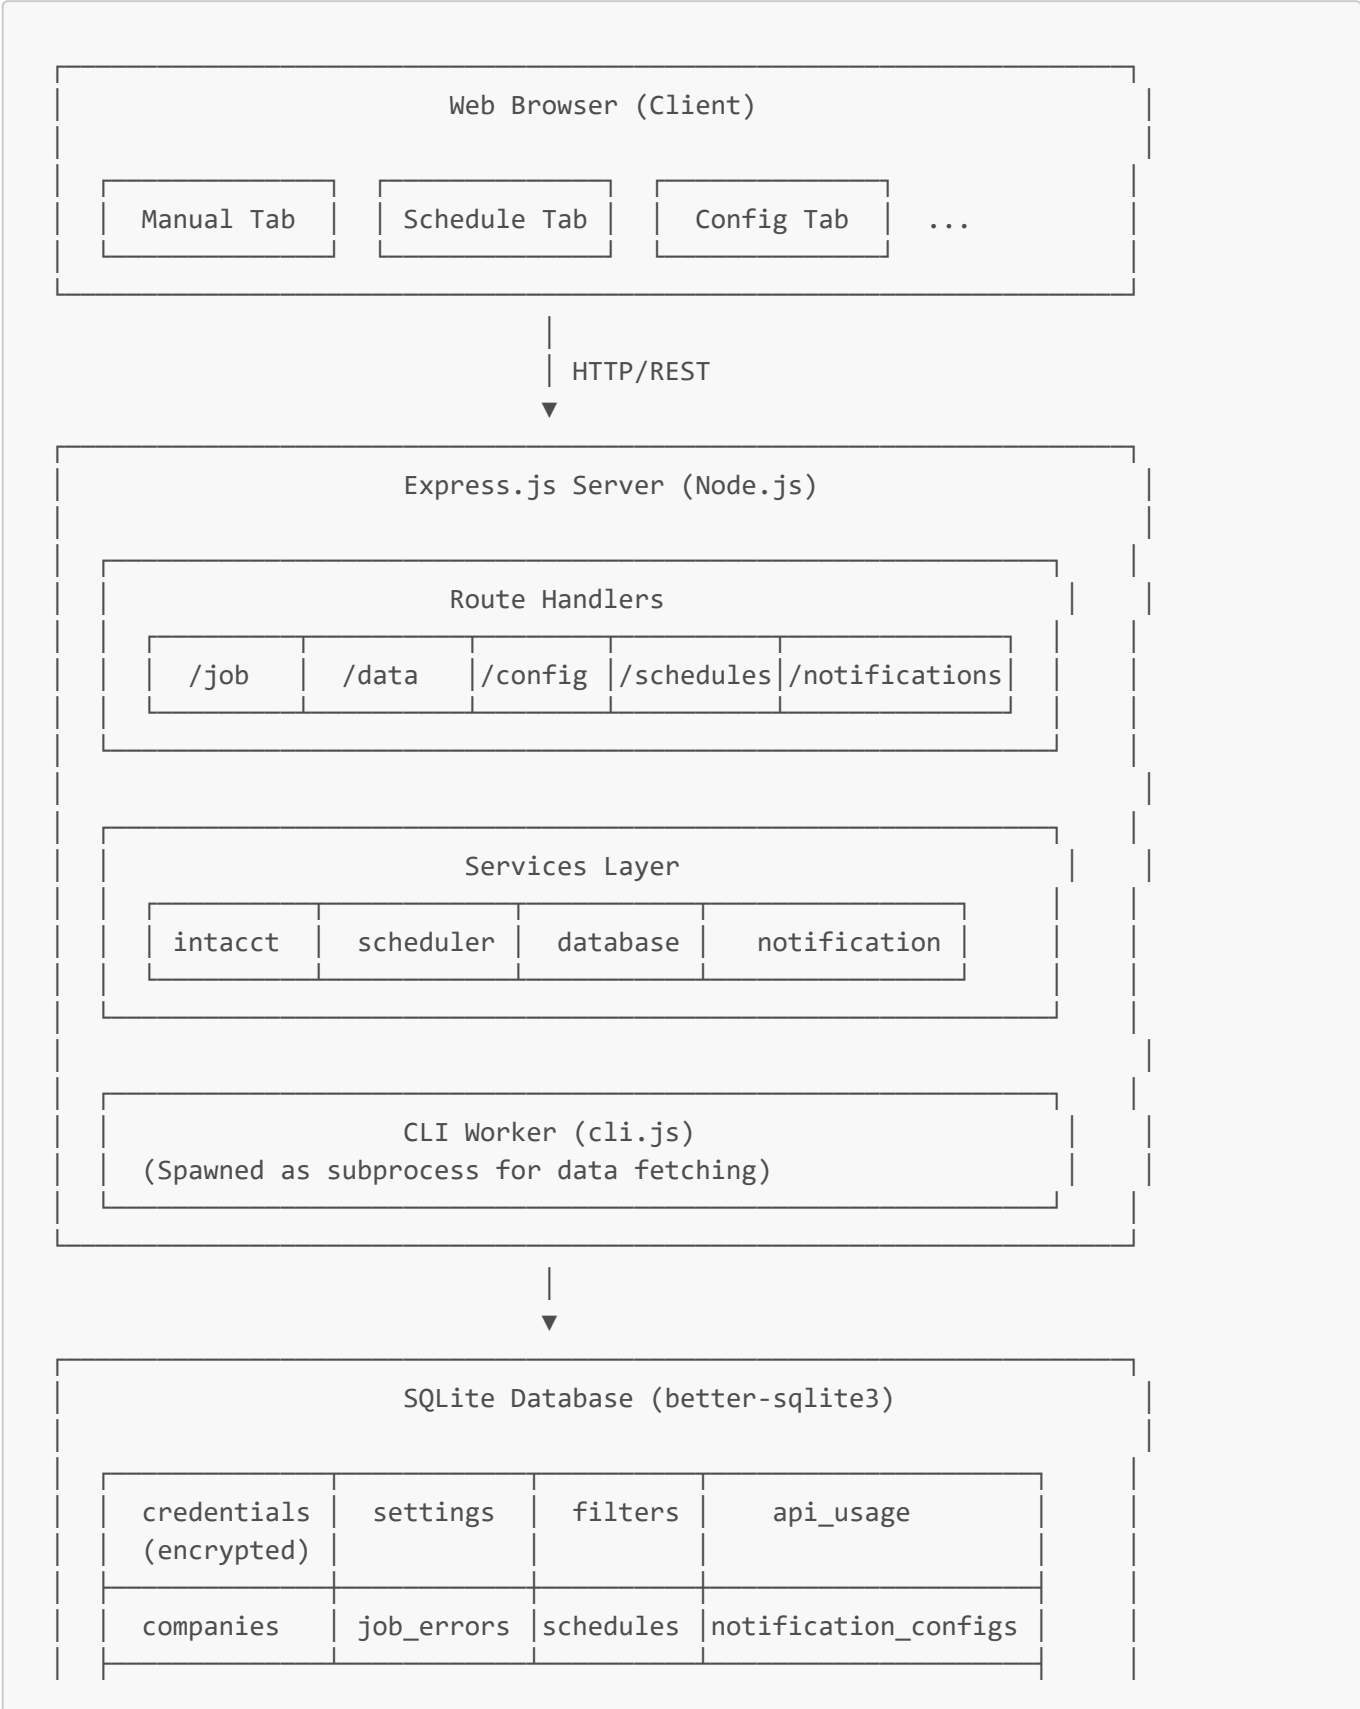 Web Browser (Client)
Manual Tab Schedule Tab Config Tab ...
HTTP/REST
Express.js Server (Node.js)
Route Handlers
/job /data /config /schedules /notifications
Services Layer
intacct scheduler database notification
CLI Worker (cli.js)
(Spawned as subprocess for data fetching)
SQLite Database (better-sqlite3)
credentials settings filters api_usage
(encrypted)
companies job_errors schedules notification_configs